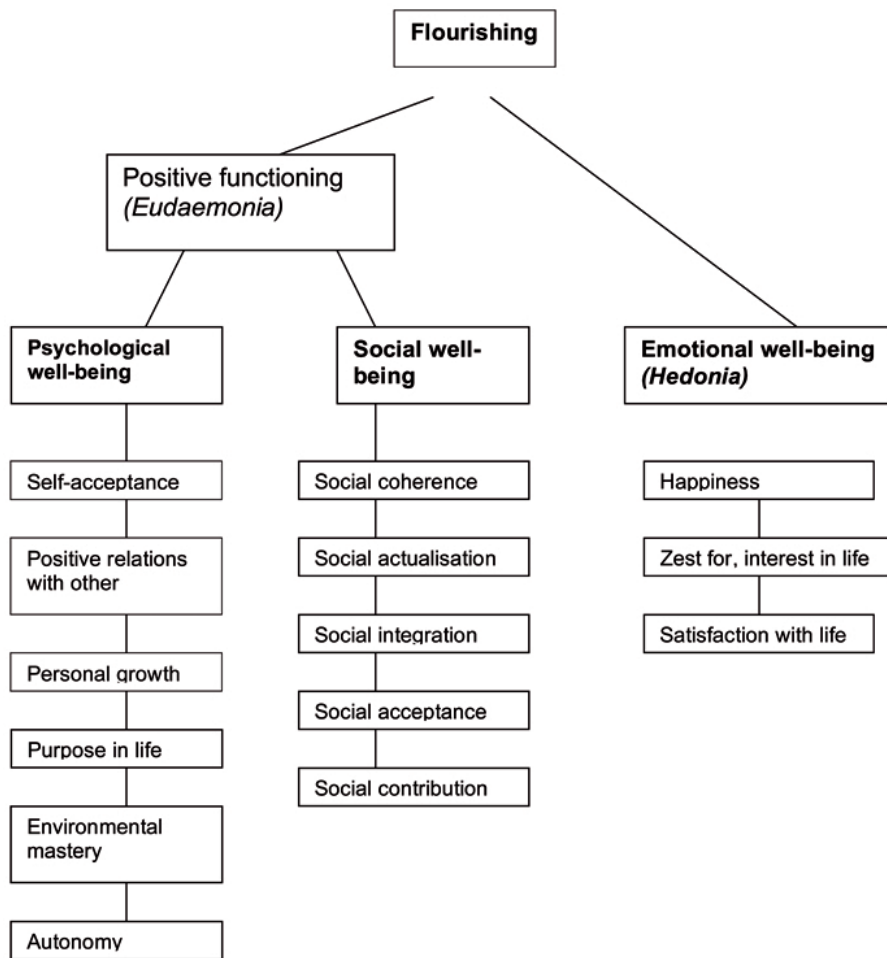 Flourishing
Positive functioning
(Eudaemonia)
Psychological
well-being
Social well-
being
Emotional well-being
(Hedonia)
Self-acceptance
Social coherence
Happiness
Positive relations
with other
Social actualisation
Zest for, interest in life
Social integration
Satisfaction with life
Personal growth
Social acceptance
Purpose in life
Social contribution
Environmental
mastery
Autonomy